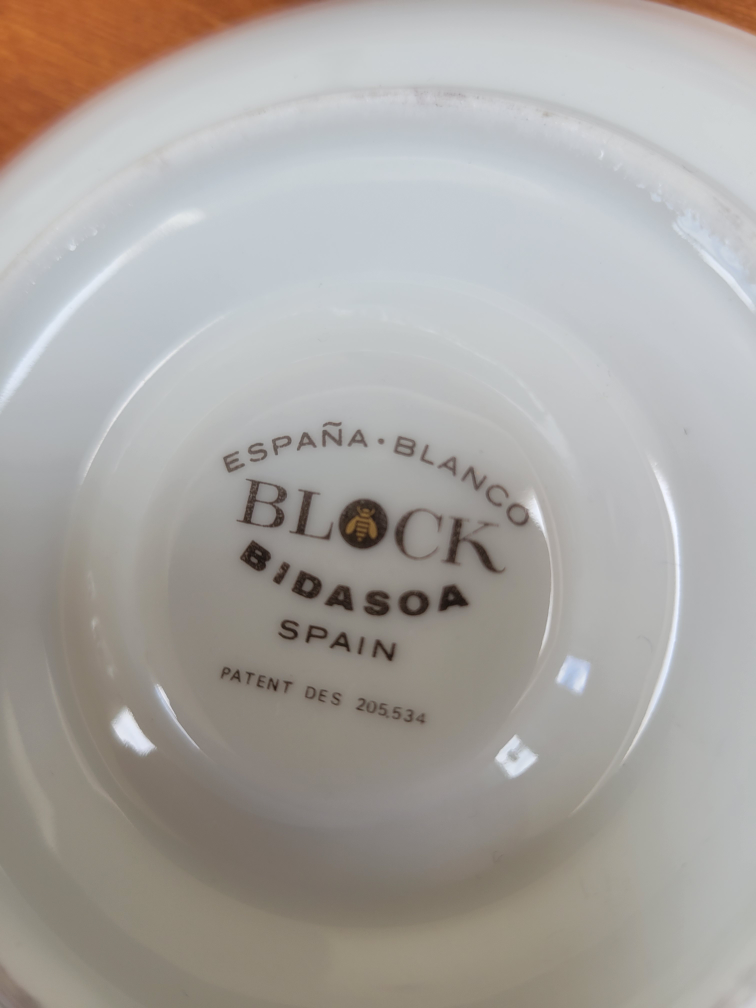 ESPAÑA·BLANCO
BLOCK
BIDASOA
SPAIN
PATENT DES 205,534